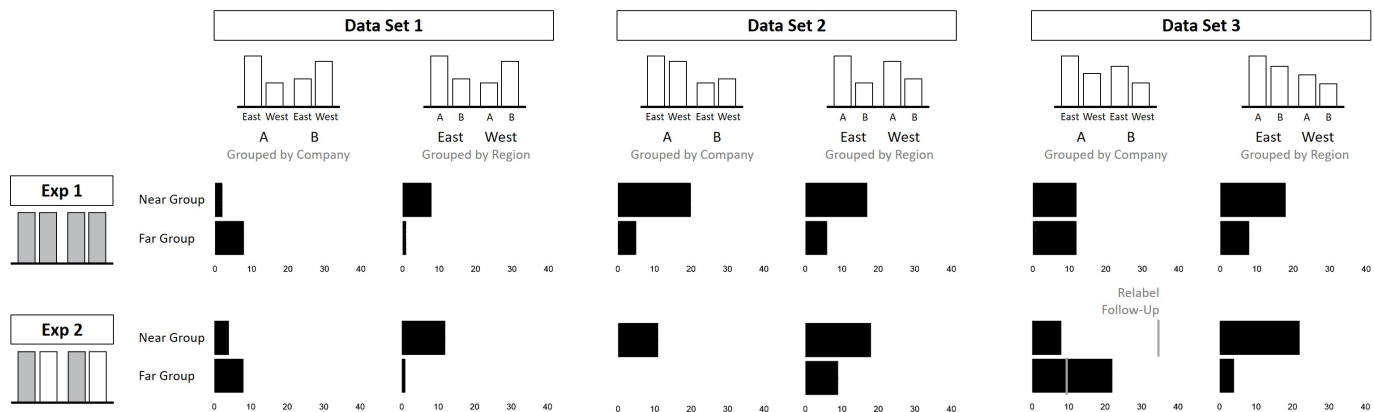 Data Set 1 Data Set 2 Data Set 3
East West East West A B A B East West East West A B A B East West East West A B A B
A B East West A B East West A B East West
Grouped by Company Grouped by Region Grouped by Company Grouped by Region Grouped by Company Grouped by Region
Exp 1
Near Group
Far Group
0 10 20 30 40 0 10 20 30 40 0 10 20 30 40 0 10 20 30 40 0 10 20 30 40 0 10 20 30 40
Relabel
Follow-Up
Exp 2
Near Group
Far Group
0 10 20 30 40 0 10 20 30 40 0 10 20 30 40 0 10 20 30 40 0 10 20 30 40 0 10 20 30 40